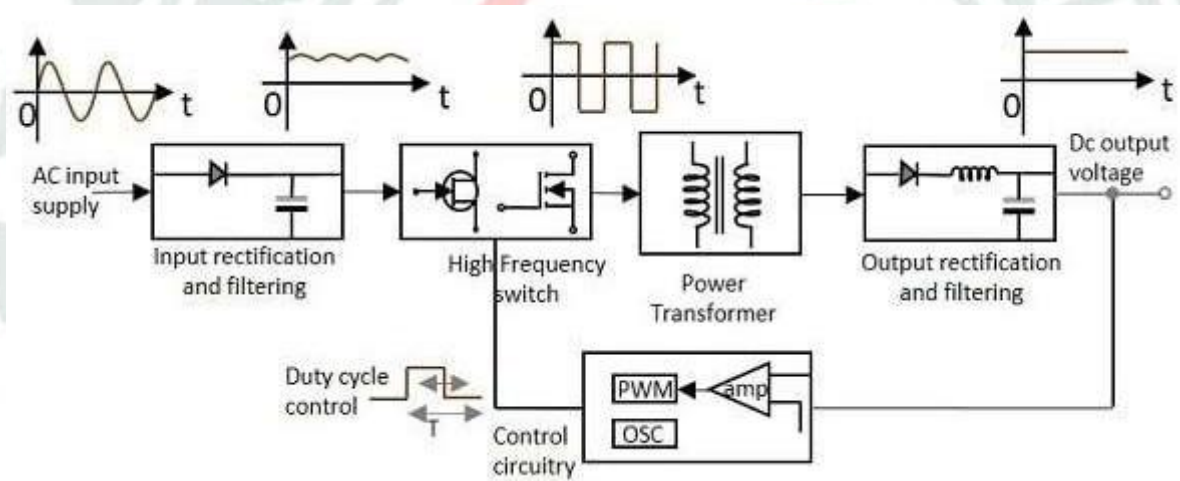 t
0
t
0
t
0
t
0
AC input
supply
Dc output
voltage
Input rectification
and filtering
High Frequency
switch
Power
Transformer
Output rectification
and filtering
Duty cycle
control
T
PWM
amp
OSC
Control
circuitry